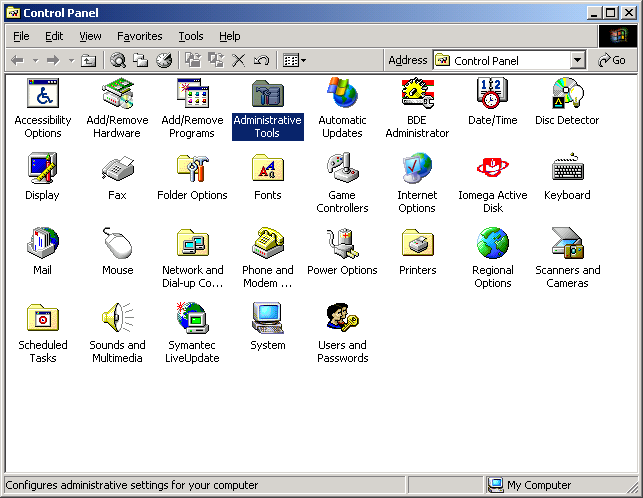 Control Panel
File Edit View Favorites Tools Help
Address Control Panel Go
Accessibility Options
Add/Remove Hardware
Add/Remove Programs
Administrative Tools
Automatic Updates
BDE Administrator
Date/Time
Disc Detector
Display
Fax
Folder Options
Fonts
Game Controllers
Internet Options
Iomega Active Disk
Keyboard
Mail
Mouse
Network and Dial-up Co...
Phone and Modem ...
Power Options
Printers
Regional Options
Scanners and Cameras
Scheduled Tasks
Sounds and Multimedia
Symantec LiveUpdate
System
Users and Passwords
Configures administrative settings for your computer
My Computer